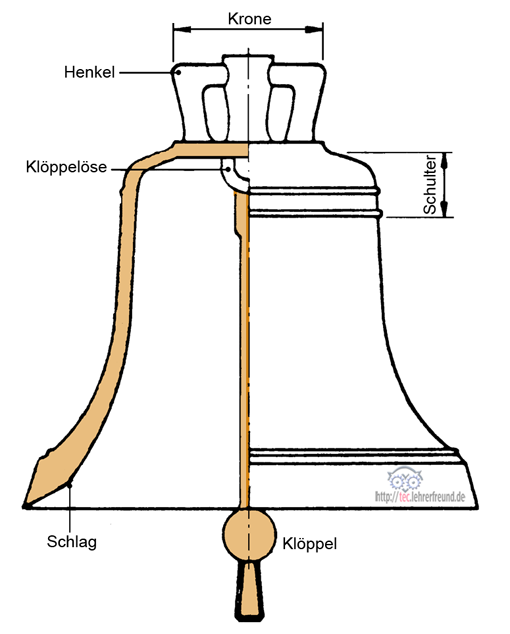 Krone
Henkel
Klöppelöse
Schulter
http://tec.lehrerfreund.de
Schlag
Klöppel